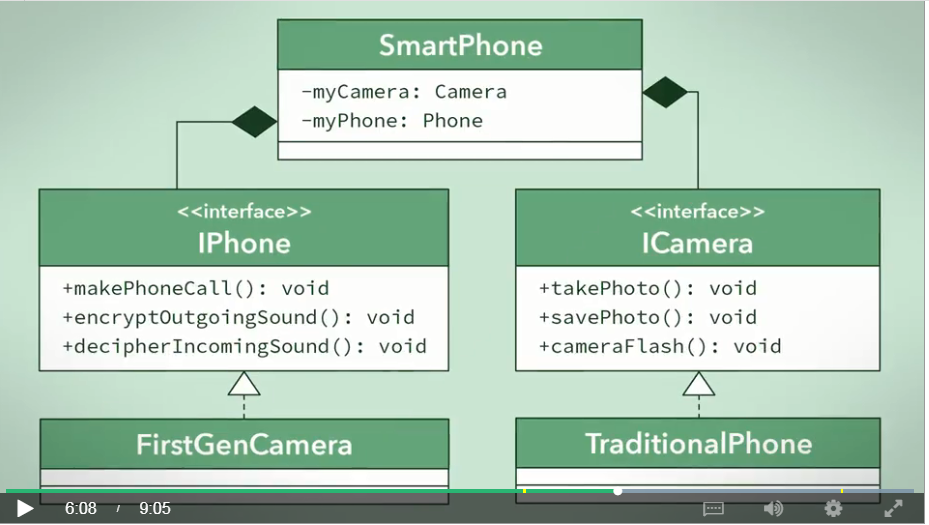 SmartPhone
-myCamera: Camera
-myPhone: Phone
<<interface>>
IPhone
+makePhoneCall(): void
+encryptOutgoingSound(): void
+decipherIncomingSound(): void
<<interface>>
ICamera
+takePhoto(): void
+savePhoto(): void
+cameraFlash(): void
FirstGenCamera
TraditionalPhone
6:08 / 9:05